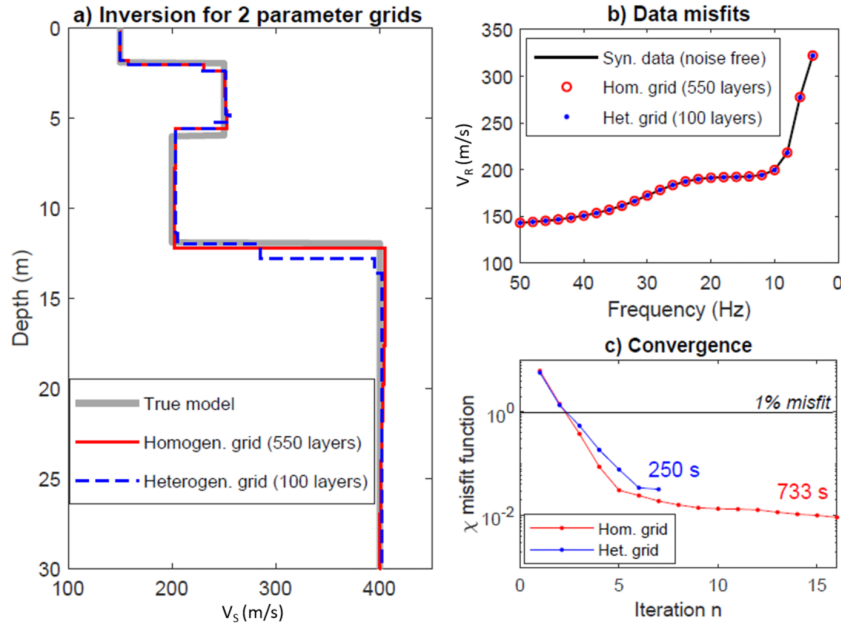 a) Inversion for 2 parameter grids
0
5
10
15
20
25
30
Depth (m)
True model
Homogen. grid (550 layers)
Heterogen. grid (100 layers)
100
200
300
400
V_S (m/s)
b) Data misfits
350
300
250
200
150
100
V_R (m/s)
Syn. data (noise free)
Hom. grid (550 layers)
Het. grid (100 layers)
50
40
30
20
10
0
Frequency (Hz)
c) Convergence
10^0
10^-2
χ misfit function
1% misfit
250 s
733 s
Hom. grid
Het. grid
0
5
10
15
Iteration n